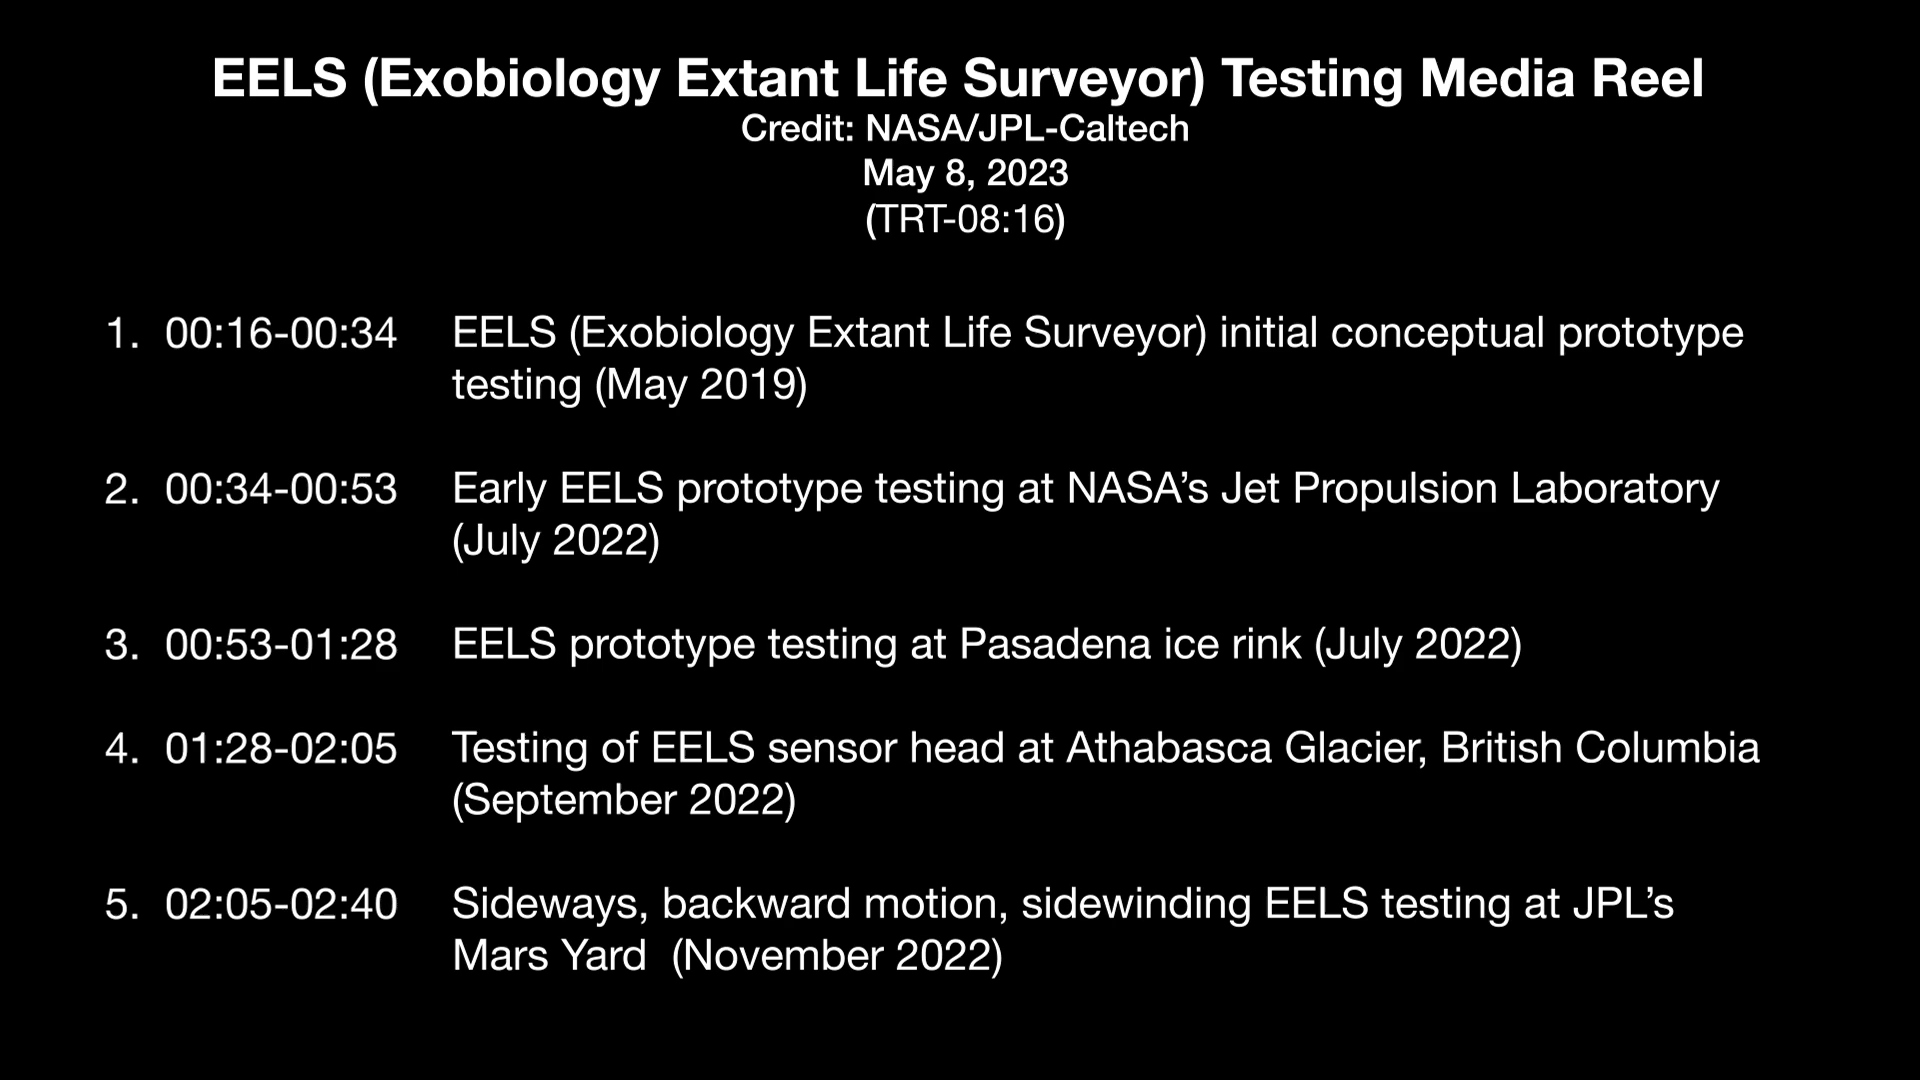 EELS (Exobiology Extant Life Surveyor) Testing Media Reel
Credit: NASA/JPL-Caltech
May 8, 2023
(TRT-08:16)
1. 00:16-00:34 EELS (Exobiology Extant Life Surveyor) initial conceptual prototype
testing (May 2019)
2. 00:34-00:53 Early EELS prototype testing at NASA’s Jet Propulsion Laboratory
(July 2022)
3. 00:53-01:28 EELS prototype testing at Pasadena ice rink (July 2022)
4. 01:28-02:05 Testing of EELS sensor head at Athabasca Glacier, British Columbia
(September 2022)
5. 02:05-02:40 Sideways, backward motion, sidewinding EELS testing at JPL’s
Mars Yard (November 2022)